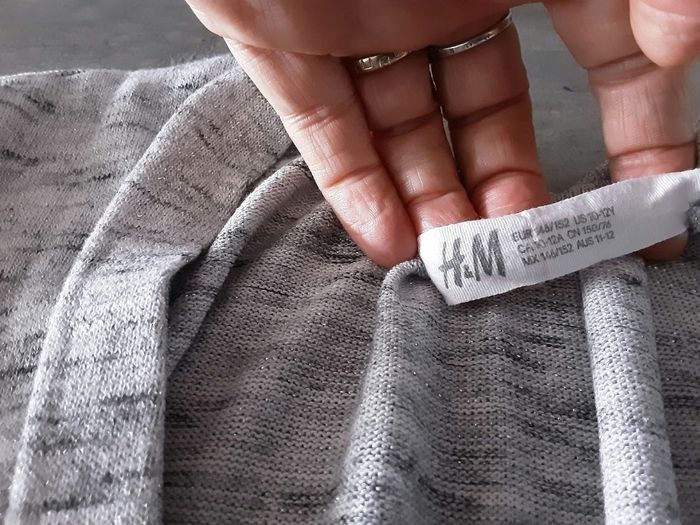 H&M
EUR 146/152 US 10-12Y
CA 10-12A CN 150/76
MX 146/152 AUS 11-12